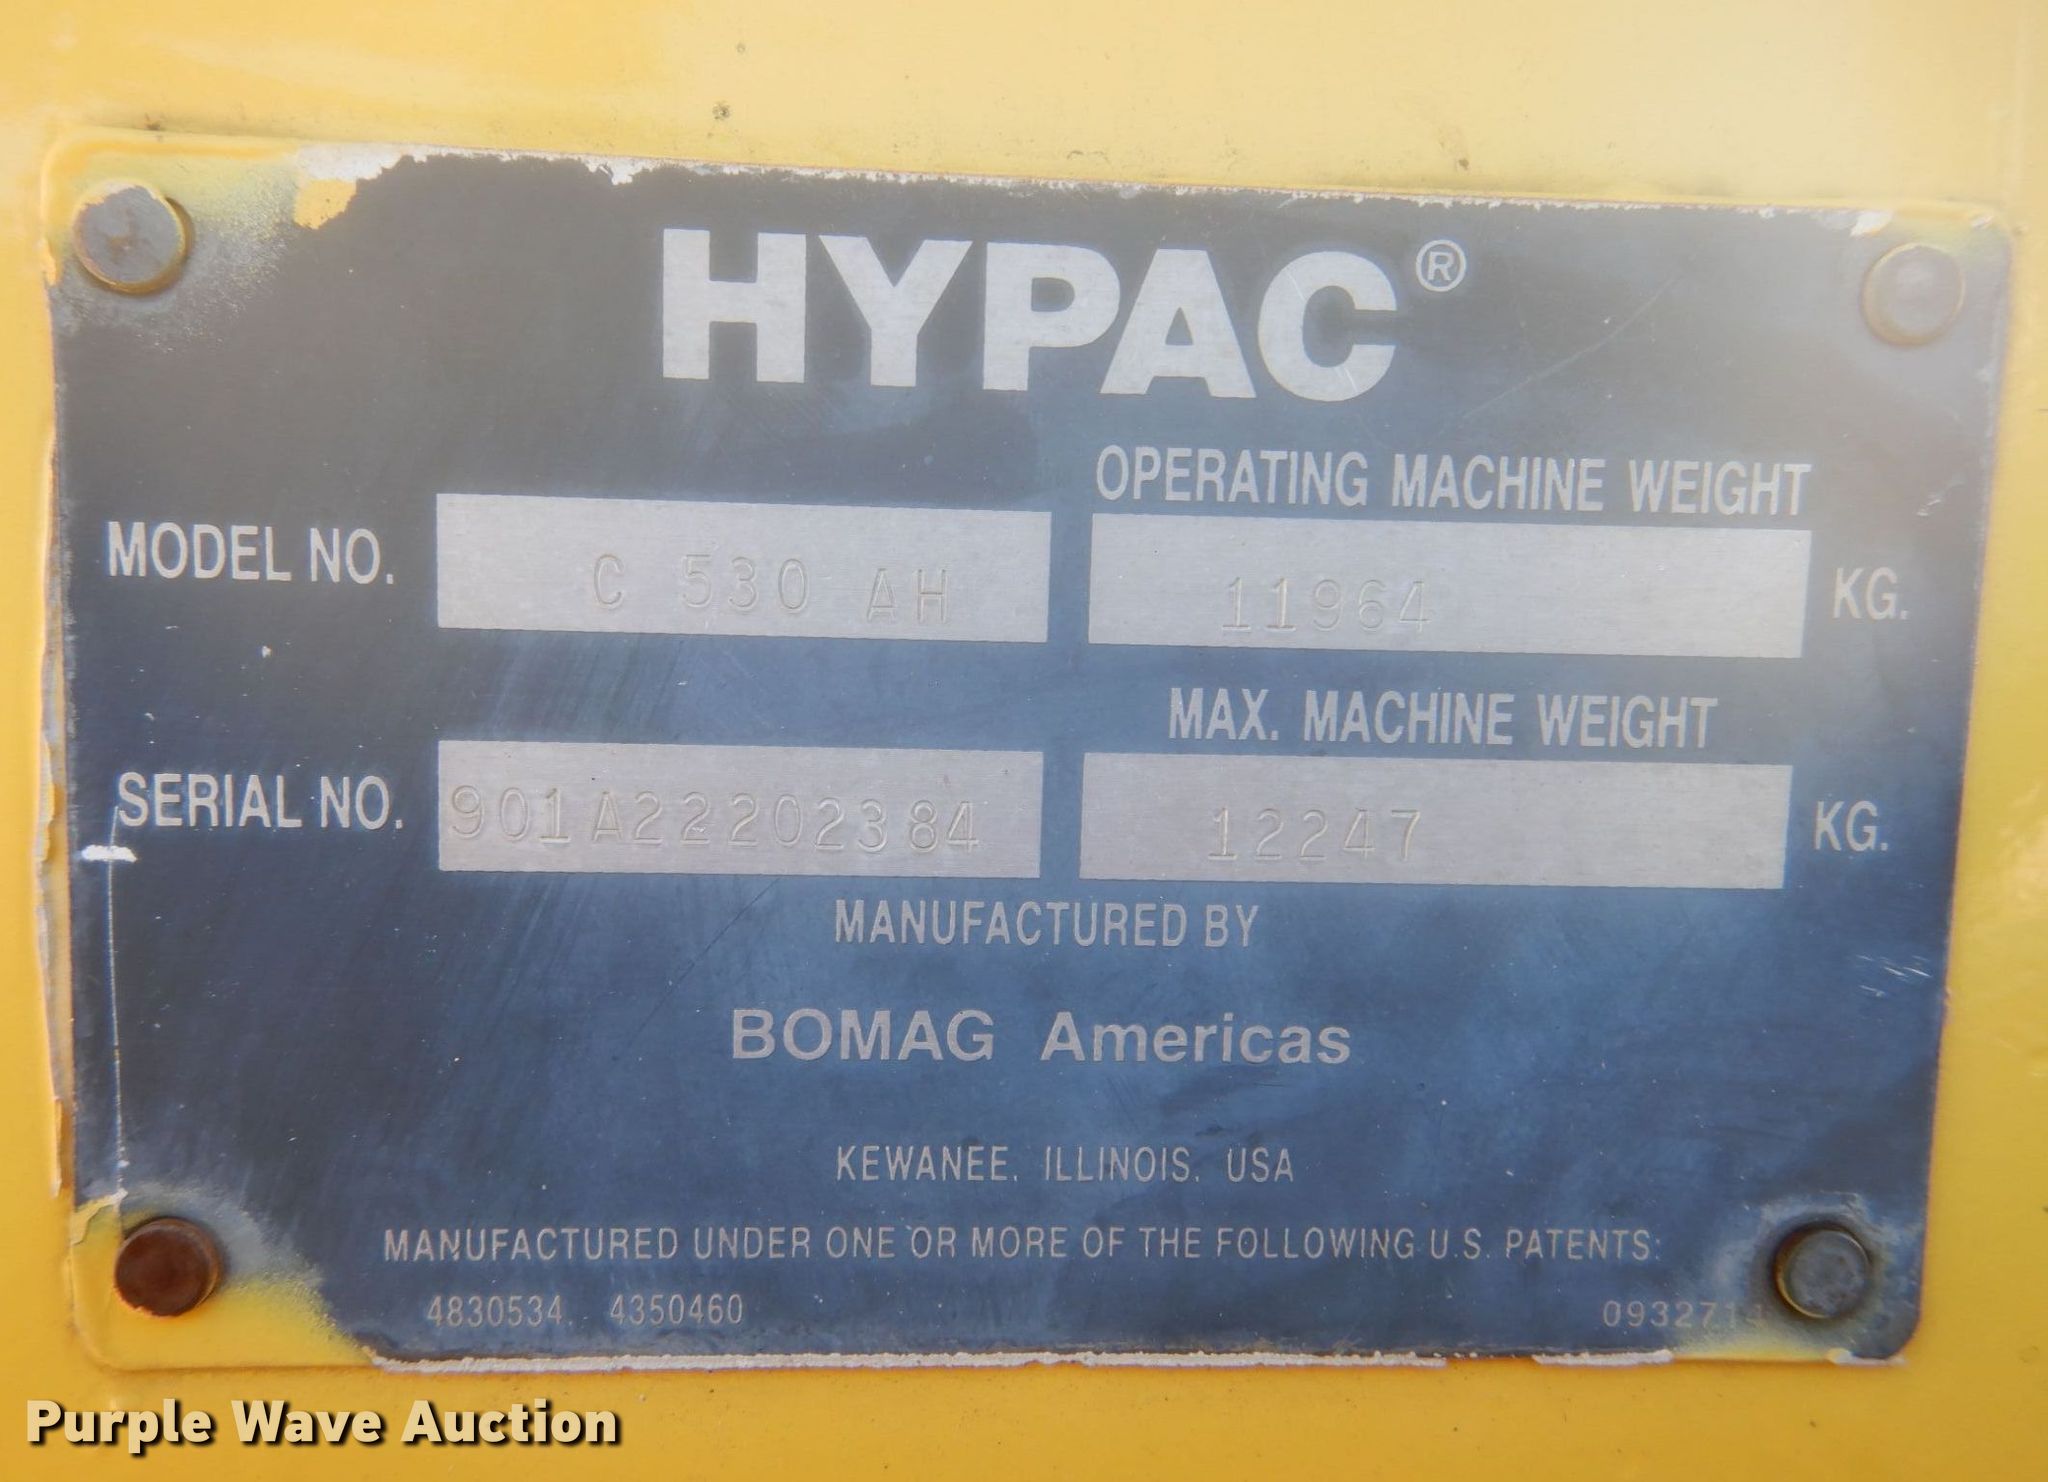 HYPAC®
OPERATING MACHINE WEIGHT
MODEL NO. C 530 AH 11964 KG.
MAX. MACHINE WEIGHT
SERIAL NO. 901A22202384 12247 KG.
MANUFACTURED BY
BOMAG Americas
KEWANEE, ILLINOIS, USA
MANUFACTURED UNDER ONE OR MORE OF THE FOLLOWING U.S. PATENTS:
4830534, 4350460 0932714
Purple Wave Auction